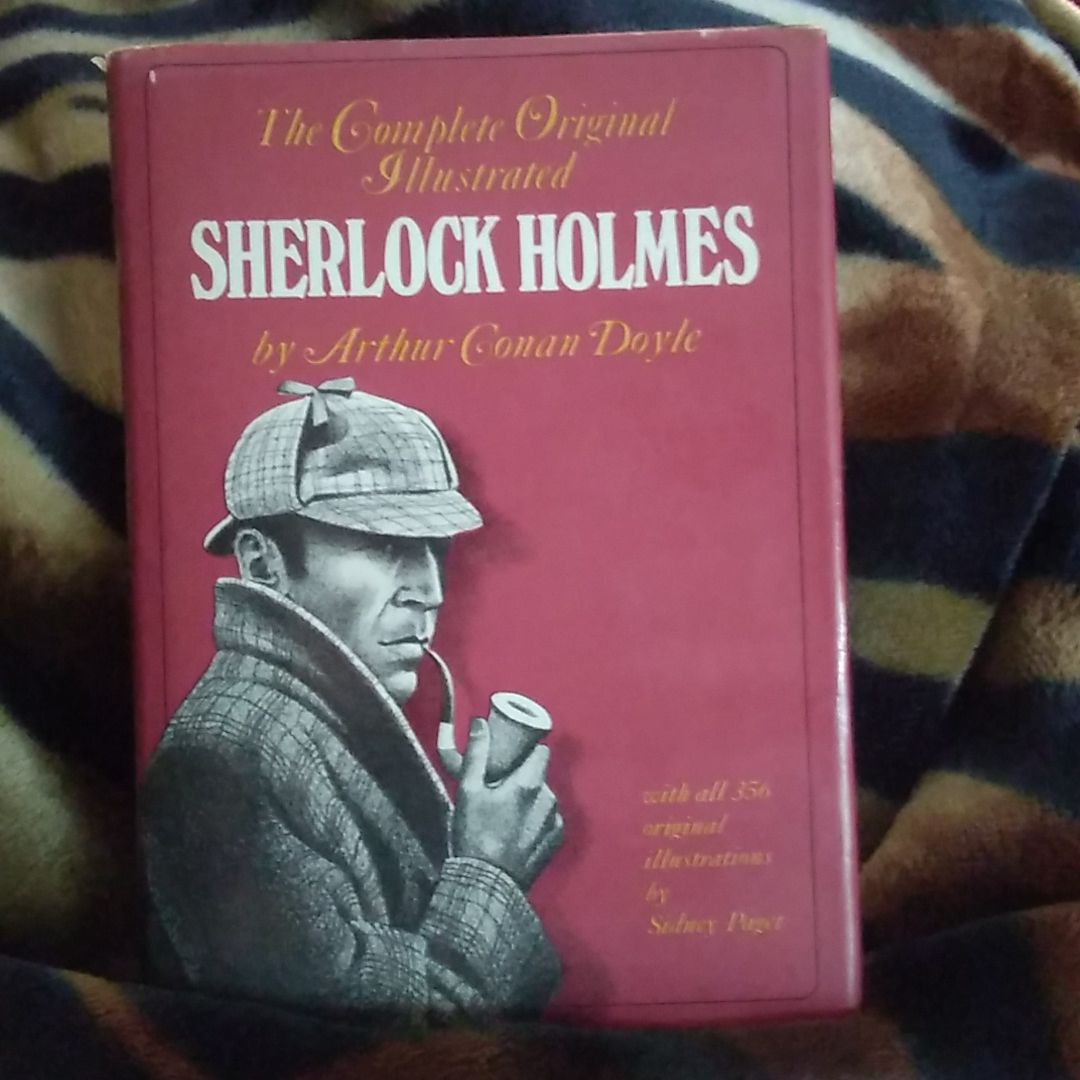 The Complete Original
Illustrated
SHERLOCK HOLMES
by Arthur Conan Doyle
with all 356
original
illustrations
by
Sidney Paget